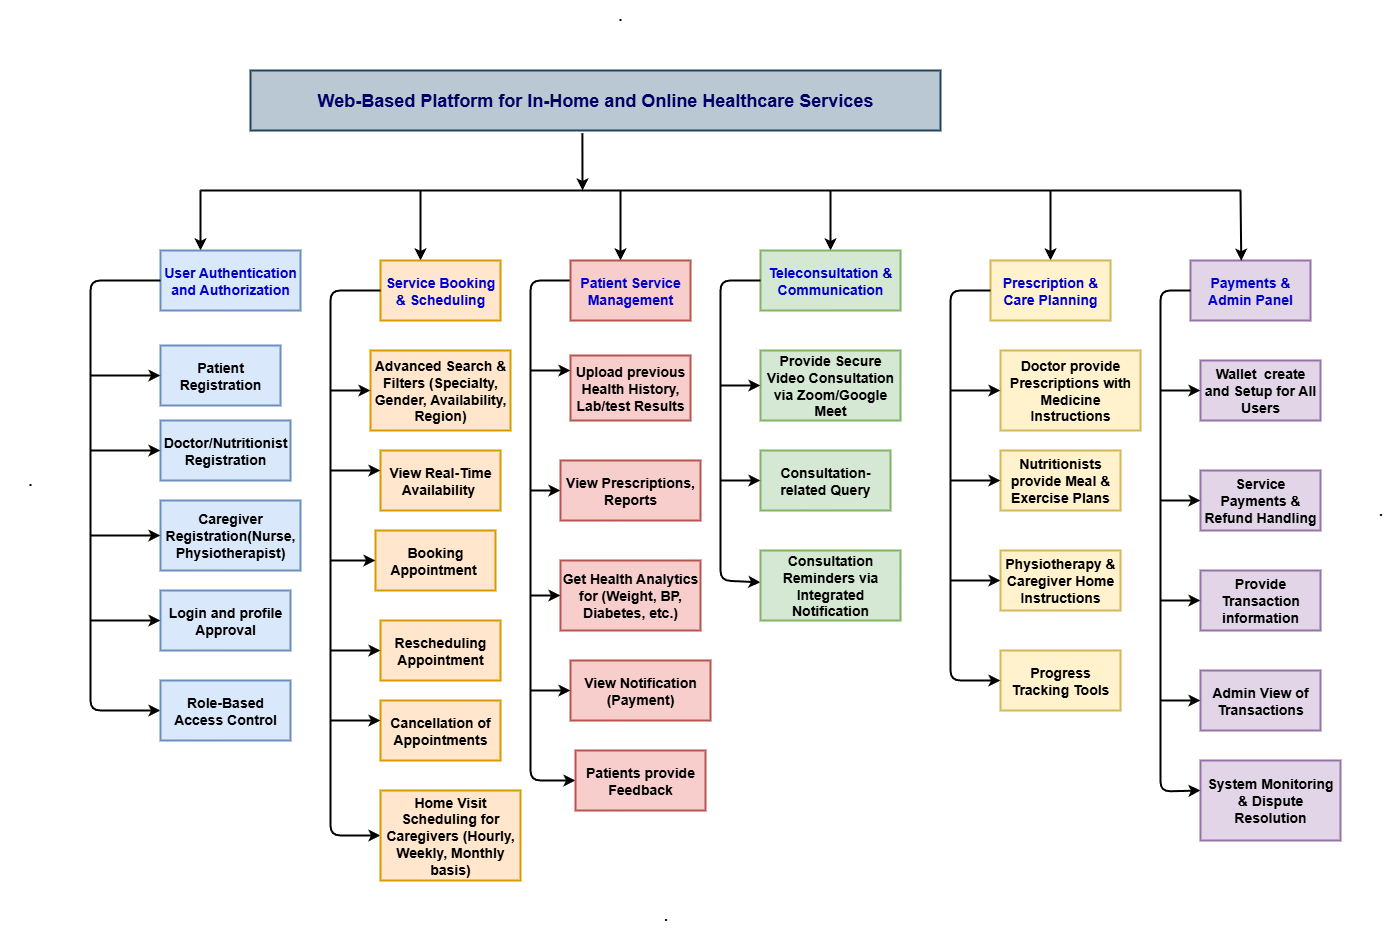 Web-Based Platform for In-Home and Online Healthcare Services
User Authentication
and Authorization
Patient
Registration
Doctor/Nutritionist
Registration
Caregiver
Registration(Nurse,
Physiotherapist)
Login and profile
Approval
Role-Based
Access Control
Service Booking
& Scheduling
Advanced Search &
Filters (Specialty,
Gender, Availability,
Region)
View Real-Time
Availability
Booking
Appointment
Rescheduling
Appointment
Cancellation of
Appointments
Home Visit
Scheduling for
Caregivers (Hourly,
Weekly, Monthly
basis)
Patient Service
Management
Upload previous
Health History,
Lab/test Results
View Prescriptions,
Reports
Get Health Analytics
for (Weight, BP,
Diabetes, etc.)
View Notification
(Payment)
Patients provide
Feedback
Teleconsultation &
Communication
Provide Secure
Video Consultation
via Zoom/Google
Meet
Consultation-
related Query
Consultation
Reminders via
Integrated
Notification
Prescription &
Care Planning
Doctor provide
Prescriptions with
Medicine
Instructions
Nutritionists
provide Meal &
Exercise Plans
Physiotherapy &
Caregiver Home
Instructions
Progress
Tracking Tools
Payments &
Admin Panel
Wallet create
and Setup for All
Users
Service
Payments &
Refund Handling
Provide
Transaction
information
Admin View of
Transactions
System Monitoring
& Dispute
Resolution